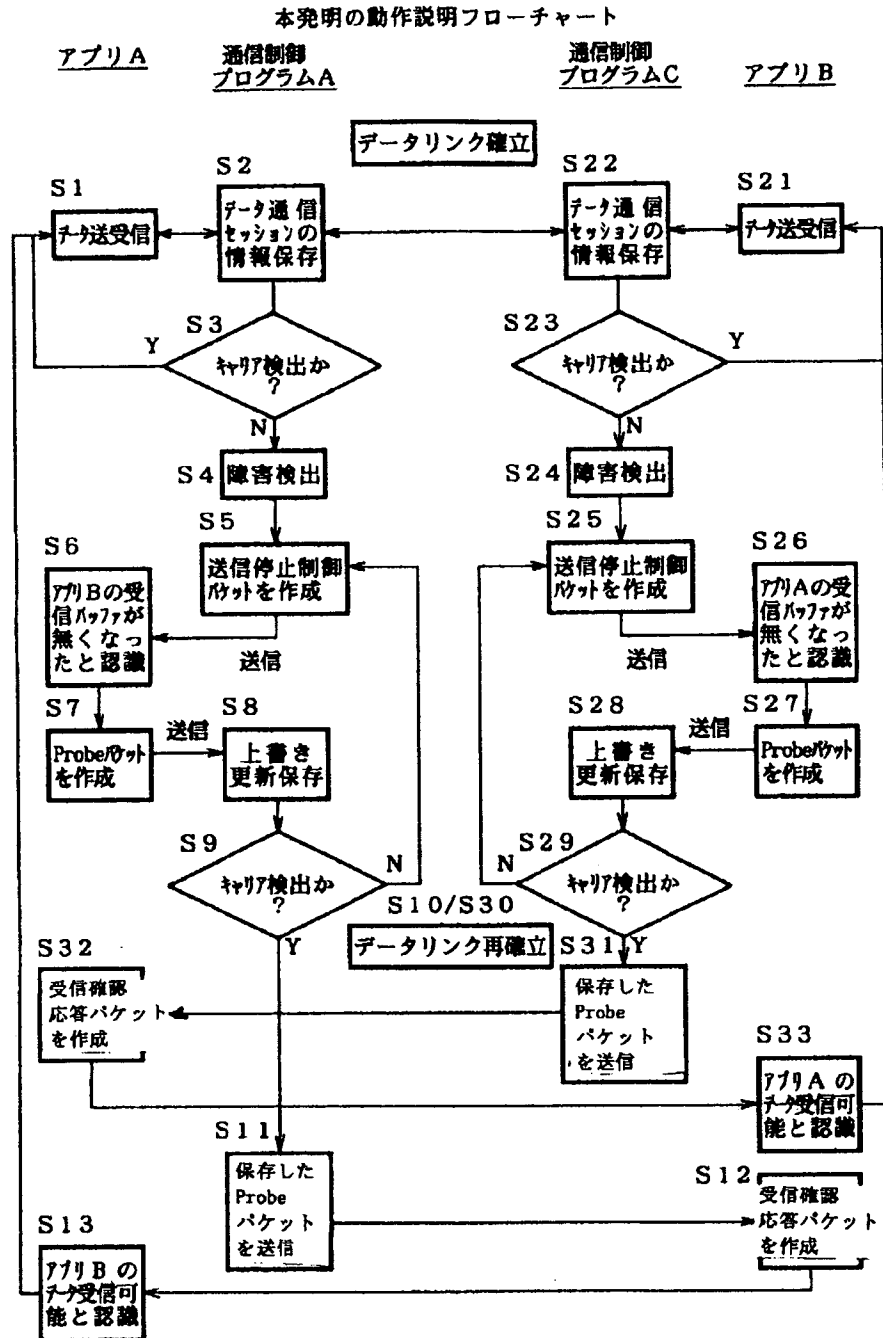 本発明の動作説明フローチャート
アプリA
通信制御
プログラムA
通信制御
プログラムC
アプリB
データリンク確立
S1
データ送受信
S2
データ通信
セッションの
情報保存
S22
データ通信
セッションの
情報保存
S21
データ送受信
S3
キャリア検出か
?
Y
N
S23
キャリア検出か
?
Y
N
S4
障害検出
S24
障害検出
S5
送信停止制御
パケットを作成
送信
S25
送信停止制御
パケットを作成
送信
S6
アプリBの受
信バッファが
無くなっ
たと認識
S26
アプリAの受
信バッファが
無くなっ
たと認識
S7
Probeパケット
を作成
送信
S8
上書き
更新保存
S28
上書き
更新保存
送信
S27
Probeパケット
を作成
S9
キャリア検出か
?
N
Y
S29
キャリア検出か
?
N
Y
S10/S30
データリンク再確立
S32
受信確認
応答パケット
を作成
S31
保存した
Probe
パケット
を送信
S33
アプリAの
データ受信可
能と認識
S11
保存した
Probe
パケット
を送信
S12
受信確認
応答パケット
を作成
S13
アプリBの
データ受信可
能と認識